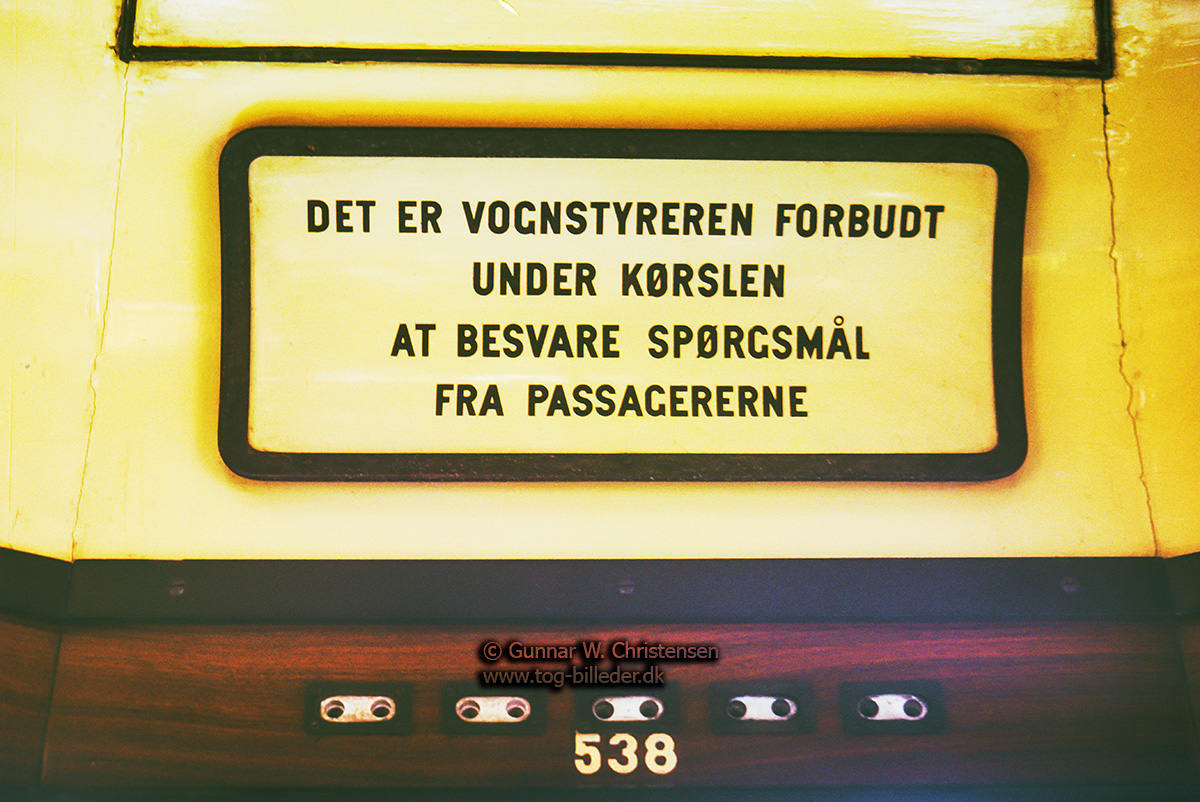 DET ER VOGNSTYREREN FORBUDT
UNDER KØRSLEN
AT BESVARE SPØRGSMÅL
FRA PASSAGERERNE
© Gunnar W. Christensen
www.tog-billeder.dk
538